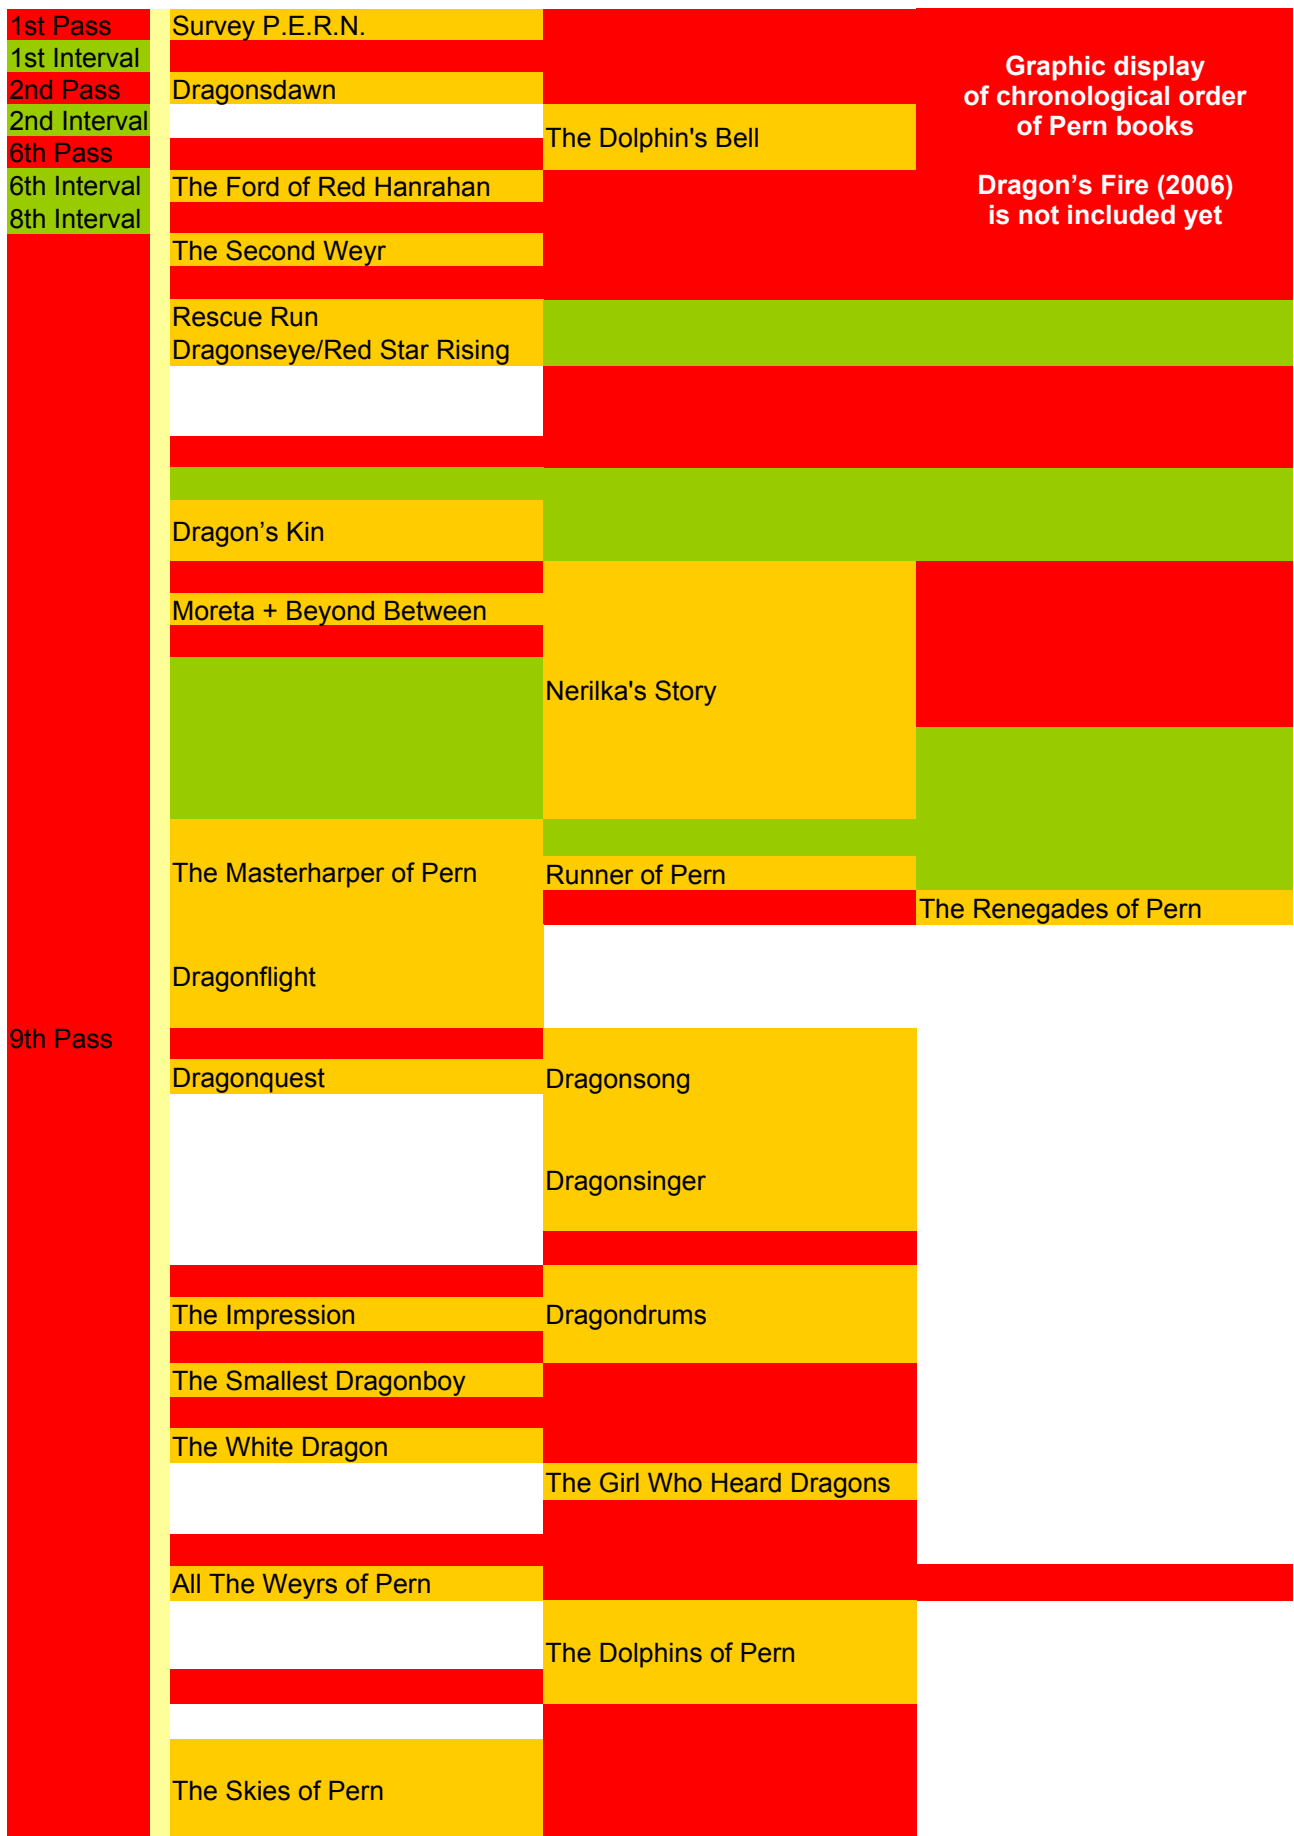 1st Pass
Survey P.E.R.N.
1st Interval
2nd Pass
Dragonsdawn
2nd Interval
6th Pass
The Dolphin's Bell
6th Interval
The Ford of Red Hanrahan
8th Interval
Graphic display
of chronological order
of Pern books
Dragon’s Fire (2006)
is not included yet
The Second Weyr
Rescue Run
Dragonseye/Red Star Rising
Dragon’s Kin
Moreta + Beyond Between
Nerilka's Story
The Masterharper of Pern
Runner of Pern
The Renegades of Pern
Dragonflight
9th Pass
Dragonquest
Dragonsong
Dragonsinger
The Impression
Dragondrums
The Smallest Dragonboy
The White Dragon
The Girl Who Heard Dragons
All The Weyrs of Pern
The Dolphins of Pern
The Skies of Pern